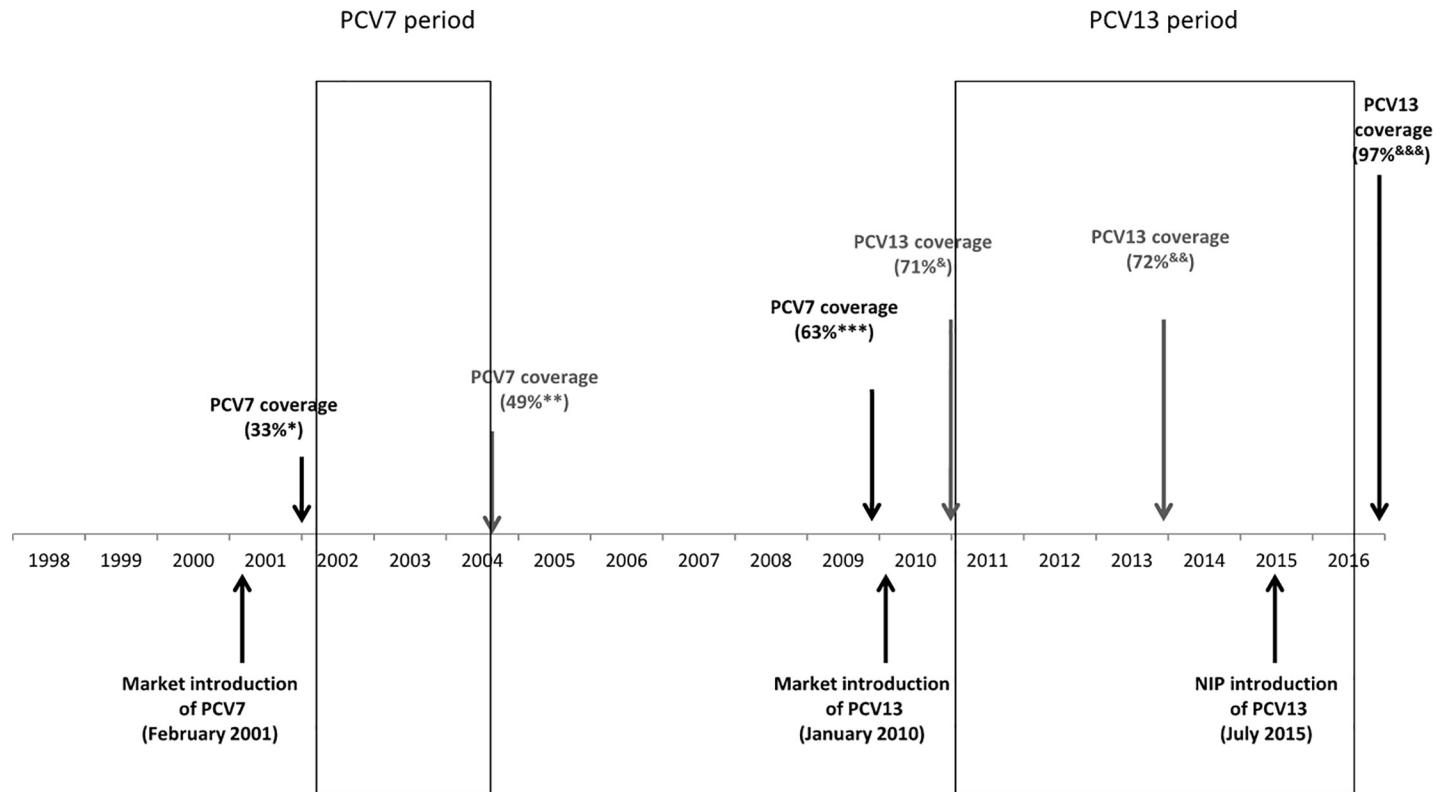 PCV7 period
PCV13 period
PCV13
coverage
(97%&&&)
PCV13 coverage
(71%&)
PCV13 coverage
(72%&&)
PCV7 coverage
(63%***)
PCV7 coverage
(49%**)
PCV7 coverage
(33%*)
1998 1999 2000 2001 2002 2003 2004 2005 2006 2007 2008 2009 2010 2011 2012 2013 2014 2015 2016
Market introduction
of PCV7
(February 2001)
Market introduction
of PCV13
(January 2010)
NIP introduction
of PCV13
(July 2015)